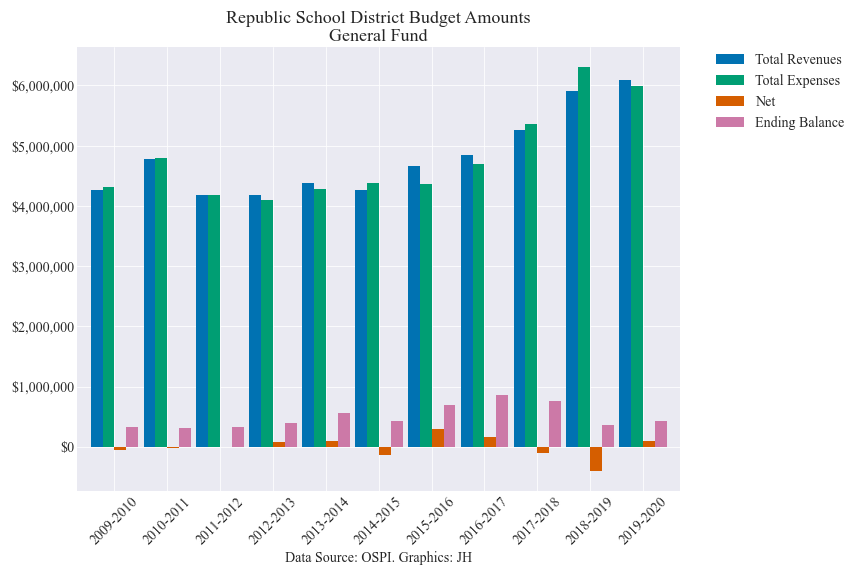 Republic School District Budget Amounts
General Fund
Total Revenues
Total Expenses
Net
Ending Balance
$6,000,000
$5,000,000
$4,000,000
$3,000,000
$2,000,000
$1,000,000
$0
2009-2010
2010-2011
2011-2012
2012-2013
2013-2014
2014-2015
2015-2016
2016-2017
2017-2018
2018-2019
2019-2020
Data Source: OSPI. Graphics: JH